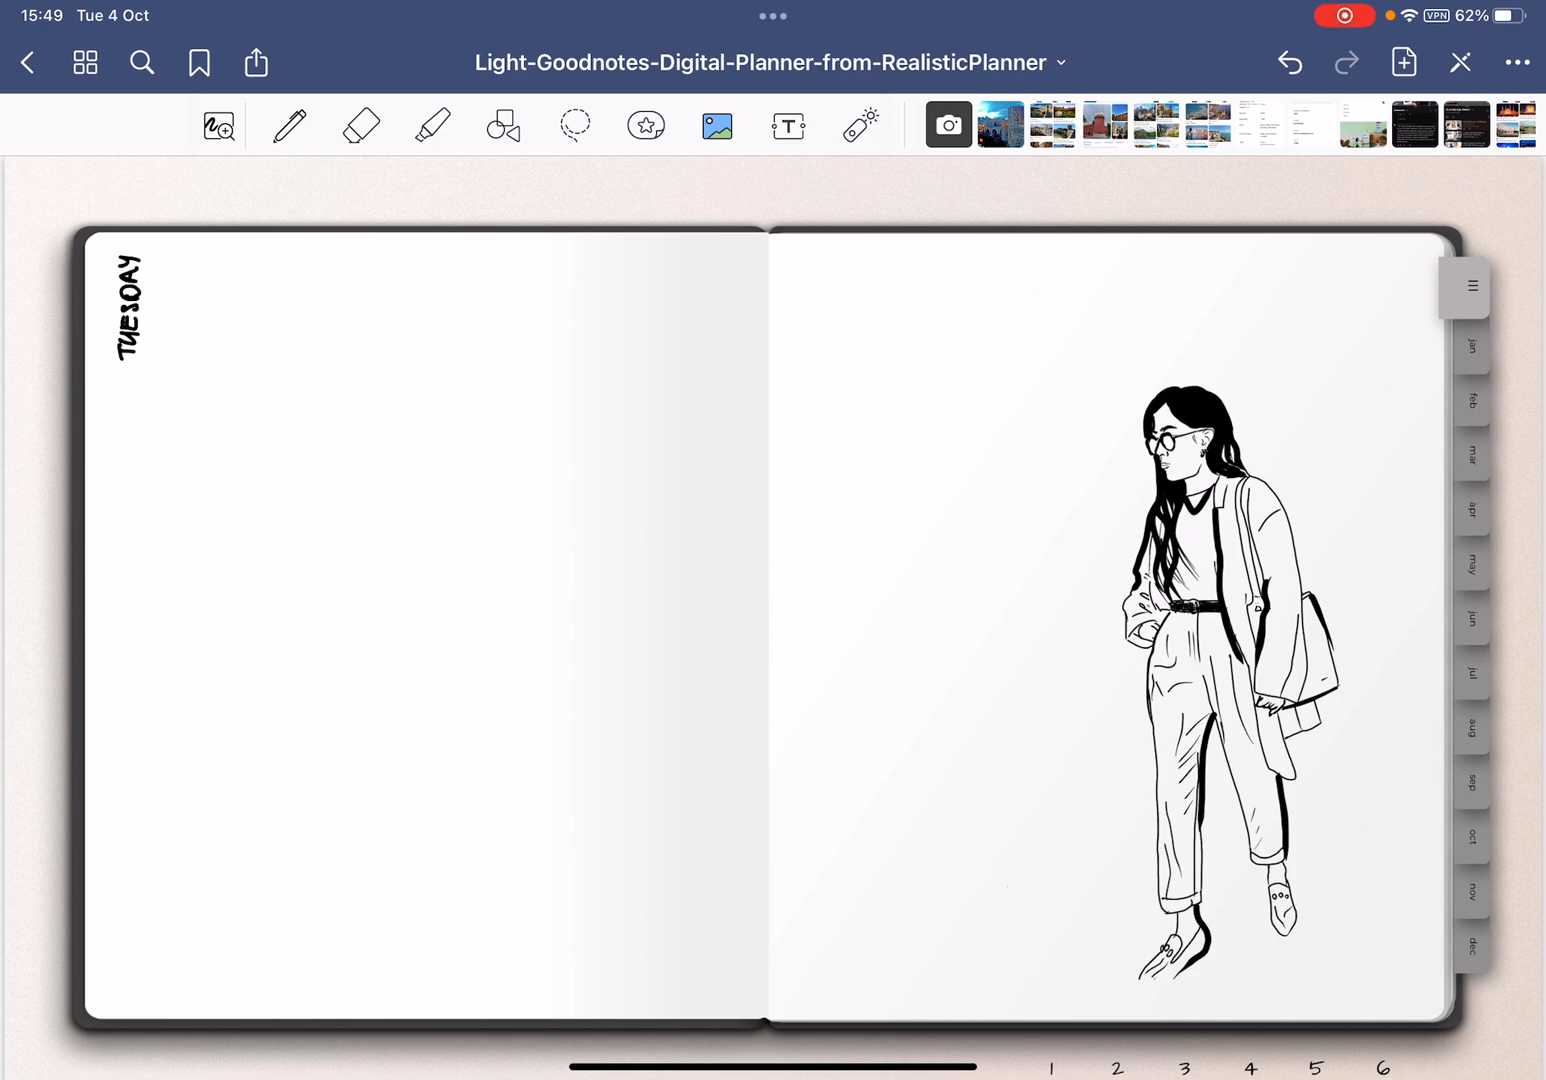 15:49 Tue 4 Oct
VPN 62%
Light-Goodnotes-Digital-Planner-from-RealisticPlanner
T
TUESDAY
jan
feb
mar
apr
may
jun
jul
aug
sep
oct
nov
dec
1 2 3 4 5 6